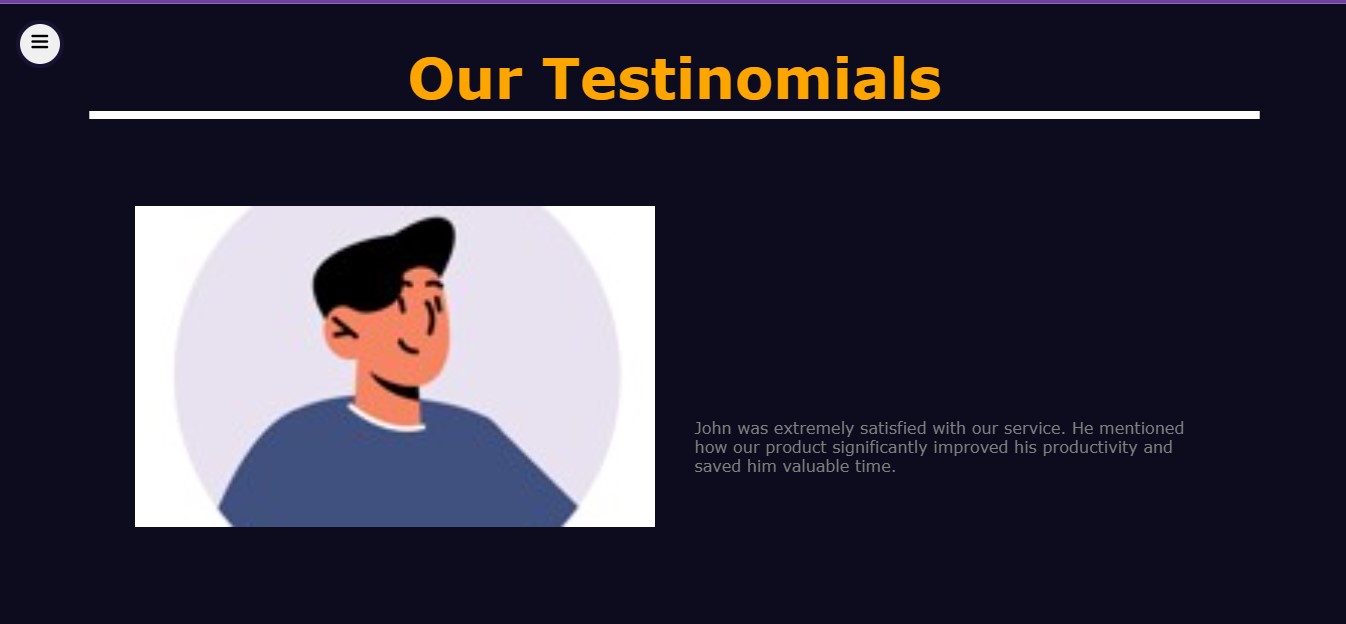 Our Testinomials
John was extremely satisfied with our service. He mentioned
how our product significantly improved his productivity and
saved him valuable time.